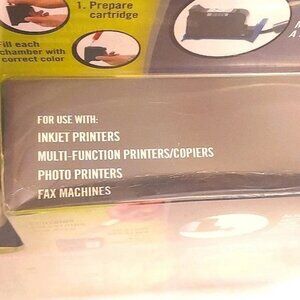 1. Prepare
cartridge
Fill each
chamber with
correct color
FOR USE WITH:
INKJET PRINTERS
MULTI-FUNCTION PRINTERS/COPIERS
PHOTO PRINTERS
FAX MACHINES